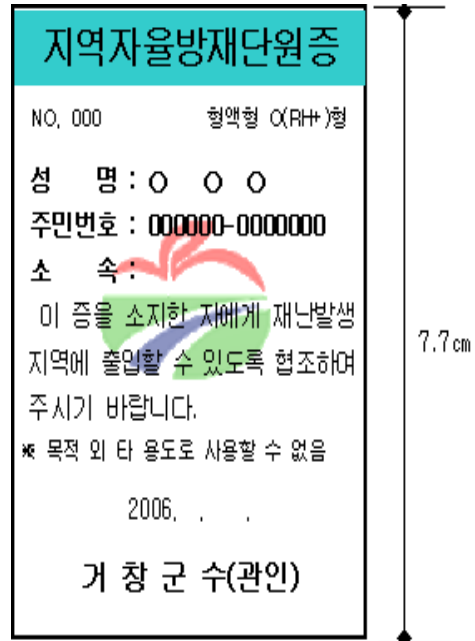 지역자율방재단원증
NO, 000 형액형 O(RH+)형
성 명 : O O O
주민번호 : 000000-0000000
소 속 :
이 증을 소지한 자에게 재난발생
지역에 출입할 수 있도록 협조하여
주시기 바랍니다.
※ 목적 외 타 용도로 사용할 수 없음
2006. . .
거 창 군 수(관인)
7.7㎝